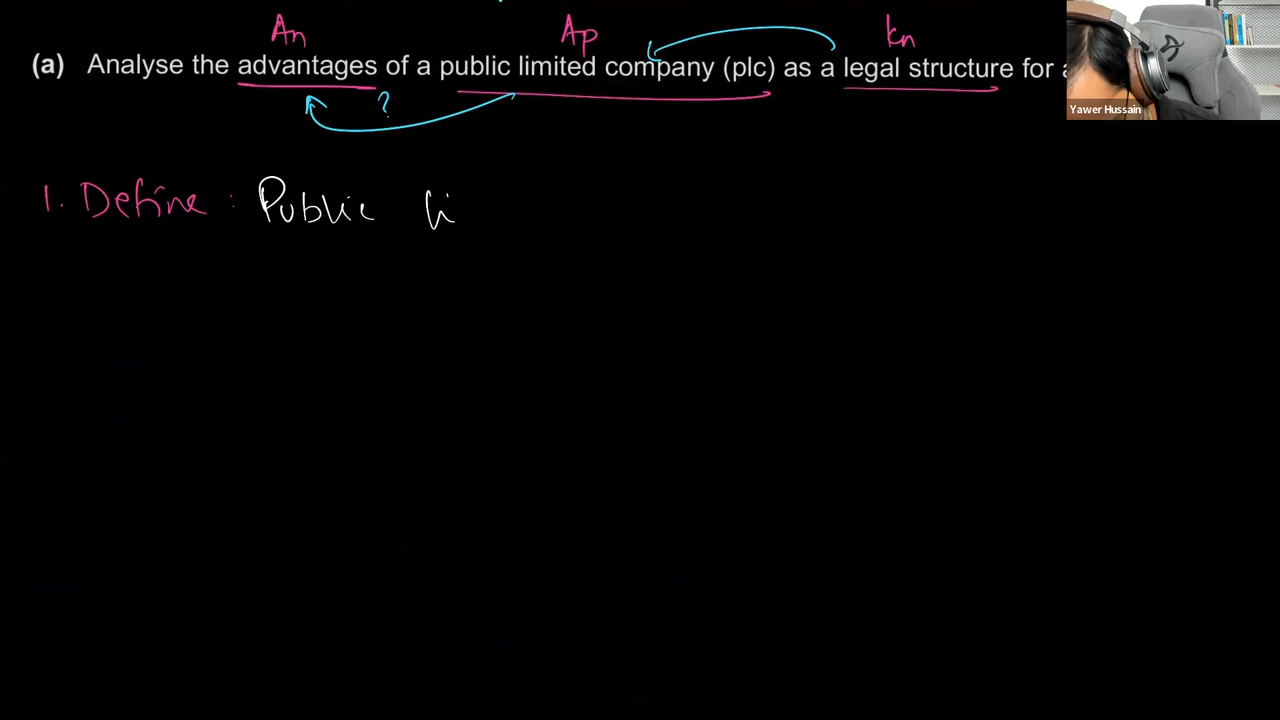 An Ap kn
(a) Analyse the advantages of a public limited company (plc) as a legal structure for
?
Yawer Hussain
1. Define : Public li